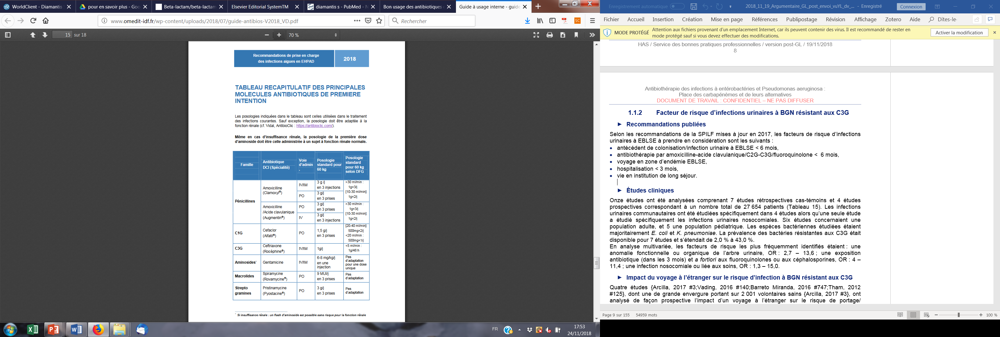 WorldClient - Diamantis S
pour en savoir plus - Goo
Beta-lactam/beta-lactam
Elsevier Editorial SystemTM
diamantis s - PubMed - N
Bon usage des antibiotiques e
Guide à usage interne - guide
www.omedit-idf.fr/wp-content/uploads/2018/07/guide-antibios-V2018_VD.pdf
Rechercher
15 sur 18
70 %
Recommandations de prise en charge
des infections aigues en EHPAD
2018
TABLEAU RECAPITULATIF DES PRINCIPALES
MOLECULES ANTIBIOTIQUES DE PREMIERE
INTENTION
Les posologies indiquées dans le tableau sont celles utilisées dans le traitement
des infections courantes. Sauf exception, la posologie doit être adaptée à la
fonction rénale (cf. Vidal, AntibioClic : https://antibioclic.com/).
Même en cas d'insuffisance rénale, la posologie de la première dose
d'aminoside doit être celle administrée à un sujet à fonction rénale normale.
Famille
Antibiotique
DCI (Spécialité)
Voie
d'admin
.
Posologie
standard pour
60 kg
Posologie
standard
pour 60 kg
selon DFG
Pénicillines
Amoxicilline
(Clamoxyl®)
IV/IM
3 g /j
en 3 injections
PO
3 g/j
en 3 prises
>30 ml/min :
1g×3/j
[10-30 ml/min]:
1g×2/j
Amoxicilline
/Acide clavulanique
(Augmentin®)
PO
3 g/j
en 3 prises
IV
3 g/j
en 3 injections
>30 ml/min :
1g×3/j
[10-30 ml/min]:
1g×2/j
C1G
Cefaclor
(Alfatil®)
PO
1,5 g/j
en 3 prises
[20-40 ml/min]:
500mg×2/j
<20 ml/min :
500mg×1/j
C3G
Ceftriaxone
(Rocéphine®)
IV/IM
1g/j
<5 ml/min :
1g/48 h
Aminosides*
Gentamicine
IV/IM
6-8 mg/kg/j
en une
injection
Pas
d'adaptation
pour une dose
unique
Macrolides
Spiramycine
(Rovamycine®)
PO
9 MUI/j
en 3 prises
Pas
d'adaptation
Strepto
gramines
Pristinamycine
(Pyostacine®)
PO
3 g/j
en 3 prises
Pas
d'adaptation
* Si insuffisance rénale : un flash d'aminoside est possible sans risque pour la fonction rénale
FR
17:53
24/11/2018
Enregistrement automatique
2018_11_19_Argumentaire_GL_post_envoi_vuYL_dv_... - Enregistré
Connexion
Fichier Accueil Insertion Création Mise en page Références Publipostage Révision Affichage Zotero Aide Dites-le-
MODE PROTÉGÉ
Attention aux fichiers provenant d'un emplacement Internet, car ils peuvent contenir des virus. Il est recommandé de rester en
mode protégé sauf si vous devez effectuer des modifications.
Activer la modification
HAS / Service des bonnes pratiques professionnelles / version post-GL / 19/11/2018
8
Antibiothérapie des infections à entérobactéries et Pseudomonas aeruginosa :
Place des carbapénèmes et de leurs alternatives
DOCUMENT DE TRAVAIL : CONFIDENTIEL – NE PAS DIFFUSER
1.1.2 Facteur de risque d'infections urinaires à BGN résistant aux C3G
► Recommandations publiées
Selon les recommandations de la SPILF mises à jour en 2017, les facteurs de risque d'infections
urinaires à EBLSE à prendre en considération sont les suivants :
• antécédent de colonisation/infection urinaire à EBLSE < 6 mois,
• antibiothérapie par amoxicilline-acide clavulanique/C2G-C3G/fluoroquinolone < 6 mois,
• voyage en zone d'endémie EBLSE,
• hospitalisation < 3 mois,
• vie en institution de long séjour.
► Études cliniques
Onze études ont été analysées comprenant 7 études rétrospectives cas-témoins et 4 études
prospectives correspondant à un nombre total de 27 654 patients (Tableau 15). Les infections
urinaires communautaires ont été étudiées spécifiquement dans 4 études alors qu'une seule étude
a étudié spécifiquement les infections urinaires nosocomiales. Six études concernaient une
population adulte, et 5 une population pédiatrique. Les espèces bactériennes étudiées étaient
majoritairement E. coli et K. pneumoniae. La prévalence des bactéries résistantes aux C3G était
disponible pour 7 études et s'étendait de 2,0 % à 43,0 %.
En analyse multivariée, les facteurs de risque les plus fréquemment identifiés étaient : une
anomalie fonctionnelle ou organique de l'arbre urinaire, OR : 2,7 – 13,6 ; une exposition
antibiotique (dans les 3 mois) et a fortiori aux fluoroquinolones ou aux céphalosporines, OR : 4 –
11,4 ; une infection nosocomiale ou liée aux soins, OR : 1,3 – 15,0.
► Impact du voyage à l'étranger sur le risque d'infection à BGN résistant aux C3G
Quatre études {Arcilla, 2017 #3;Vading, 2016 #140;Barreto Miranda, 2016 #747;Tham, 2012
#125}, dont une de grande envergure portant sur 2 001 volontaires sains {Arcilla, 2017 #3}, ont
analysé de façon prospective l'impact d'un voyage à l'étranger sur le risque de portage/
Page 9 sur 155 54959 mots
100 %